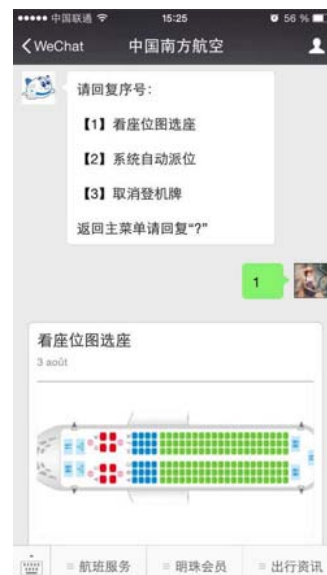 中国联通 15:25 56 %
WeChat 中国南方航空
请回复序号：
【1】看座位图选座
【2】系统自动派位
【3】取消登机牌
返回主菜单请回复“?”
1
看座位图选座
3 août
航班服务 明珠会员 出行资讯